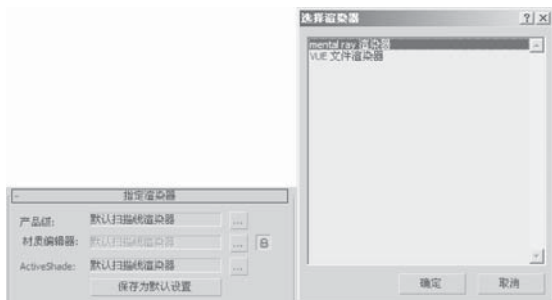 指定渲染器
产品级: 默认扫描线渲染器 ...
材质编辑器: 默认扫描线渲染器 ...
ActiveShade: 默认扫描线渲染器 ...
保存为默认设置
选择渲染器
mental ray 渲染器
VUE 文件渲染器
确定 取消